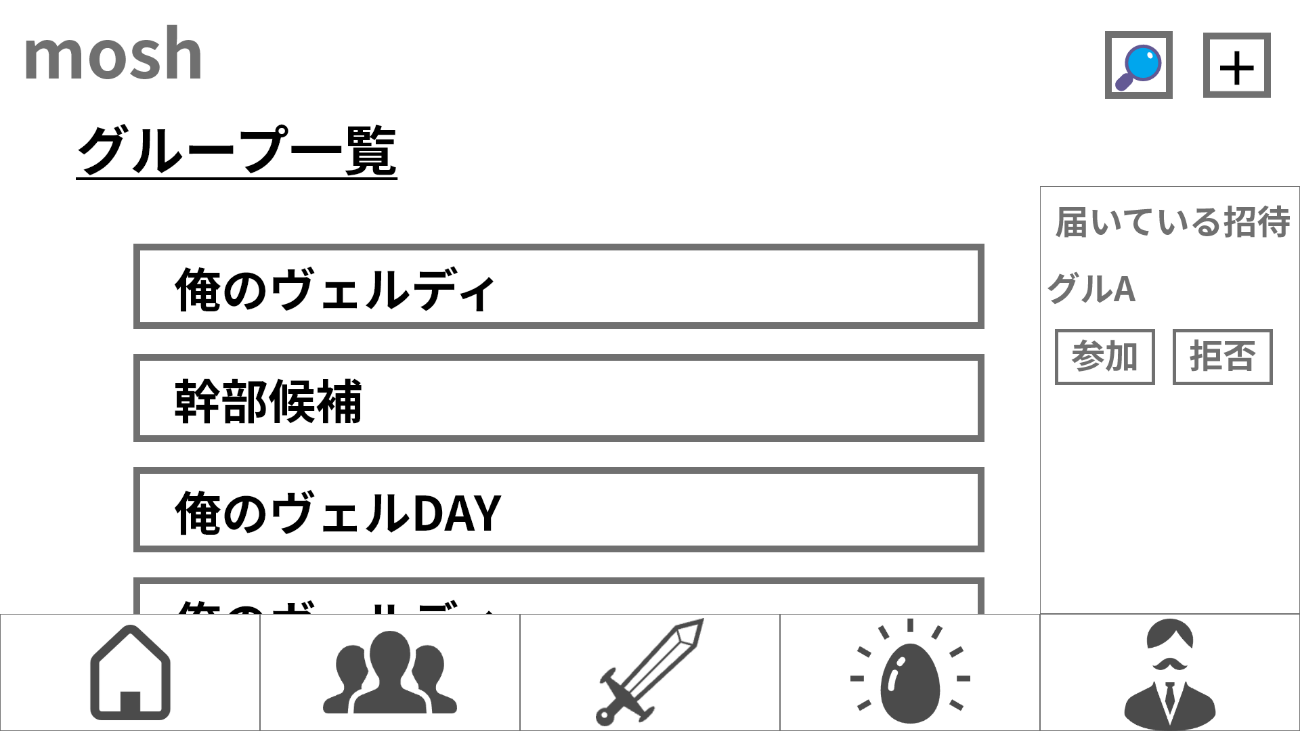 mosh
グループ一覧
俺のヴェルディ
幹部候補
俺のヴェルDAY
届いている招待
グルA
参加
拒否